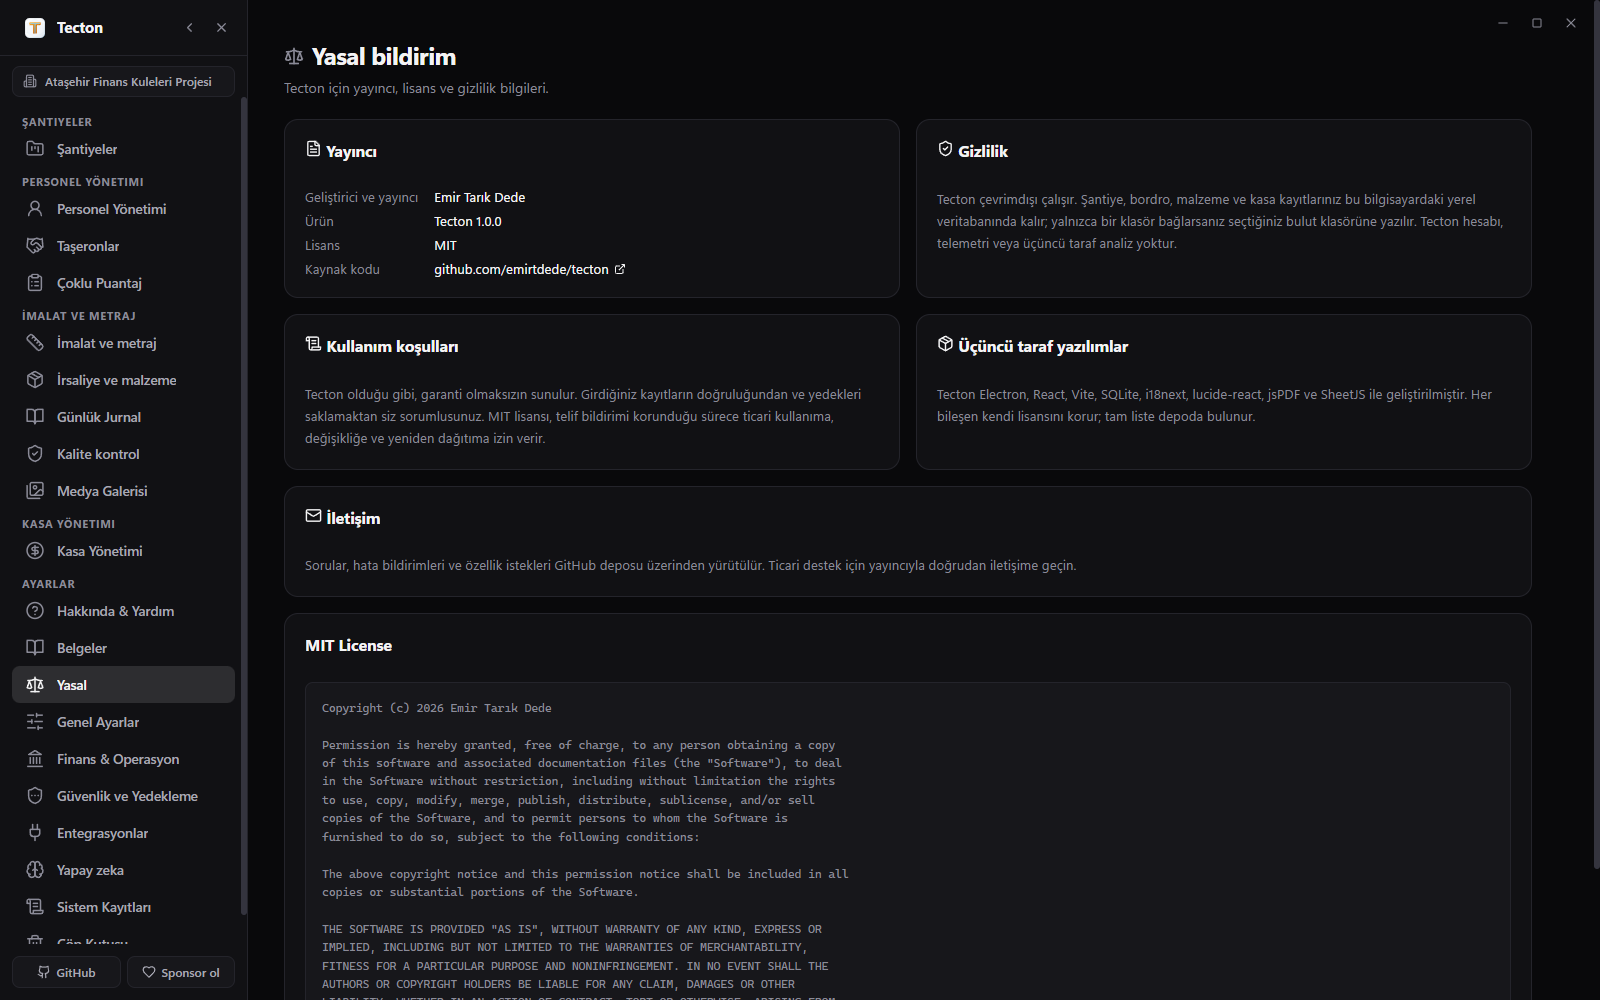 Tecton
Ataşehir Finans Kuleleri Projesi
ŞANTIYELER
Şantiyeler
PERSONEL YÖNETIMI
Personel Yönetimi
Taşeronlar
Çoklu Puantaj
İMALAT VE METRAJ
İmalat ve metraj
İrsaliye ve malzeme
Günlük Jurnal
Kalite kontrol
Medya Galerisi
KASA YÖNETIMI
Kasa Yönetimi
AYARLAR
Hakkında & Yardım
Belgeler
Yasal
Genel Ayarlar
Finans & Operasyon
Güvenlik ve Yedekleme
Entegrasyonlar
Yapay zeka
Sistem Kayıtları
GitHub
Sponsor ol
Yasal bildirim
Tecton için yayıncı, lisans ve gizlilik bilgileri.
Yayıncı
Geliştirici ve yayıncı Emir Tarık Dede
Ürün Tecton 1.0.0
Lisans MIT
Kaynak kodu github.com/emirtdede/tecton
Gizlilik
Tecton çevrimdışı çalışır. Şantiye, bordro, malzeme ve kasa kayıtlarınız bu bilgisayardaki yerel
veritabanında kalır; yalnızca bir klasör bağlarsanız seçtiğiniz bulut klasörüne yazılır. Tecton hesabı,
telemetri veya üçüncü taraf analiz yoktur.
Kullanım koşulları
Tecton olduğu gibi, garanti olmaksızın sunulur. Girdiğiniz kayıtların doğruluğundan ve yedekleri
saklamaktan siz sorumlusunuz. MIT lisansı, telif bildirimi korunduğu sürece ticari kullanıma,
değişikliğe ve yeniden dağıtıma izin verir.
Üçüncü taraf yazılımlar
Tecton Electron, React, Vite, SQLite, i18next, lucide-react, jsPDF ve SheetJS ile geliştirilmiştir. Her
bileşen kendi lisansını korur; tam liste depoda bulunur.
İletişim
Sorular, hata bildirimleri ve özellik istekleri GitHub deposu üzerinden yürütülür. Ticari destek için yayıncıyla doğrudan iletişime geçin.
MIT License
Copyright (c) 2026 Emir Tarık Dede
Permission is hereby granted, free of charge, to any person obtaining a copy
of this software and associated documentation files (the "Software"), to deal
in the Software without restriction, including without limitation the rights
to use, copy, modify, merge, publish, distribute, sublicense, and/or sell
copies of the Software, and to permit persons to whom the Software is
furnished to do so, subject to the following conditions:
The above copyright notice and this permission notice shall be included in all
copies or substantial portions of the Software.
THE SOFTWARE IS PROVIDED "AS IS", WITHOUT WARRANTY OF ANY KIND, EXPRESS OR
IMPLIED, INCLUDING BUT NOT LIMITED TO THE WARRANTIES OF MERCHANTABILITY,
FITNESS FOR A PARTICULAR PURPOSE AND NONINFRINGEMENT. IN NO EVENT SHALL THE
AUTHORS OR COPYRIGHT HOLDERS BE LIABLE FOR ANY CLAIM, DAMAGES OR OTHER